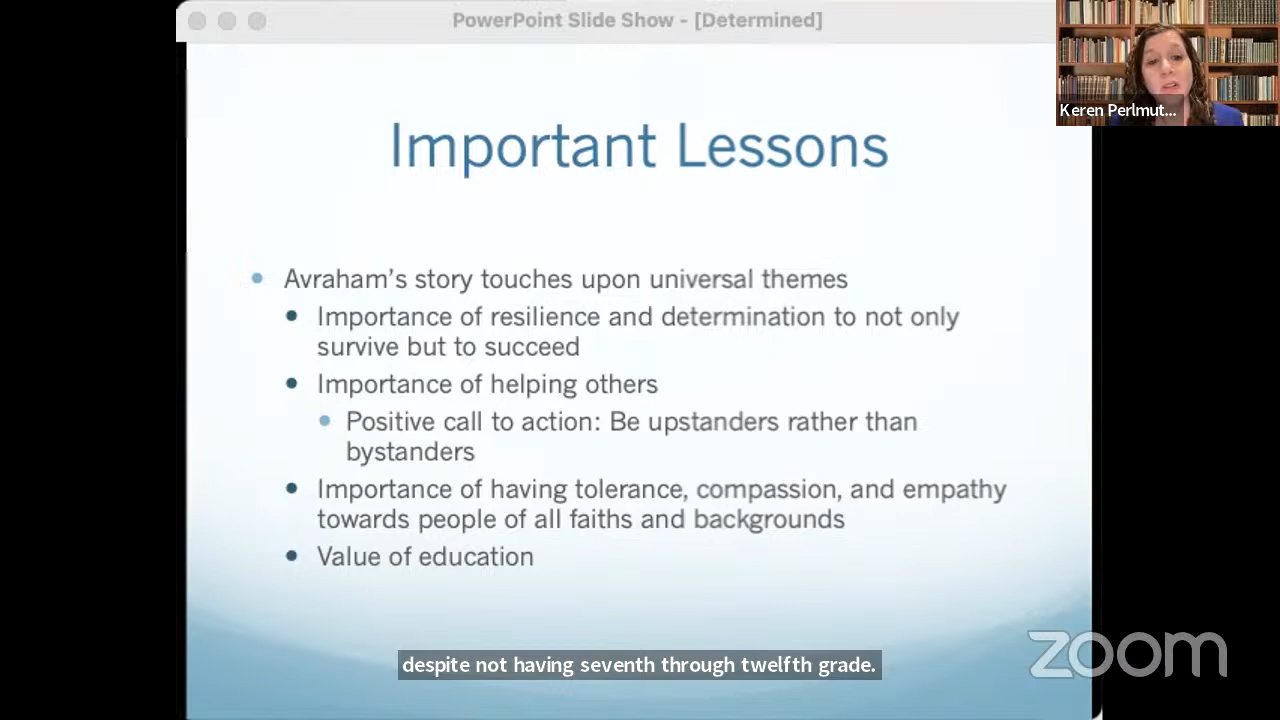 PowerPoint Slide Show - [Determined]
Keren Perlmut...
Important Lessons
Avraham's story touches upon universal themes
Importance of resilience and determination to not only
survive but to succeed
Importance of helping others
Positive call to action: Be upstanders rather than
bystanders
Importance of having tolerance, compassion, and empathy
towards people of all faiths and backgrounds
Value of education
zoom
despite not having seventh through twelfth grade.